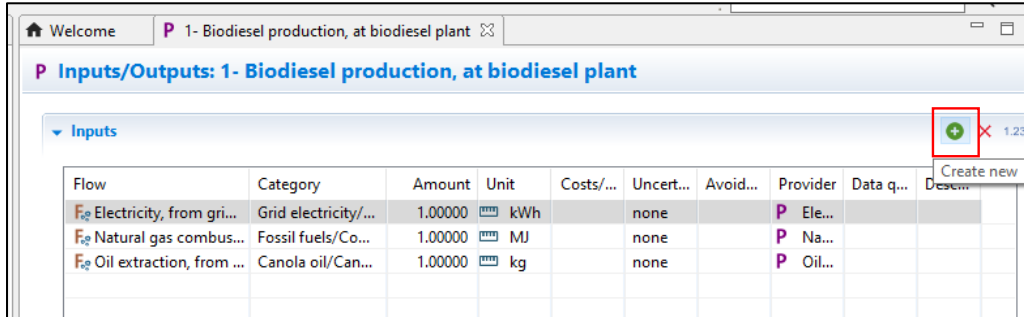 Welcome P 1- Biodiesel production, at biodiesel plant
P Inputs/Outputs: 1- Biodiesel production, at biodiesel plant
Inputs 1.23
Create new
Flow Category Amount Unit Costs/... Uncert... Avoid... Provider Data q... Desc...
F Electricity, from gri... Grid electricity/... 1.00000 kWh none P Ele...
F Natural gas combus... Fossil fuels/Co... 1.00000 MJ none P Na...
F Oil extraction, from ... Canola oil/Can... 1.00000 kg none P Oil...